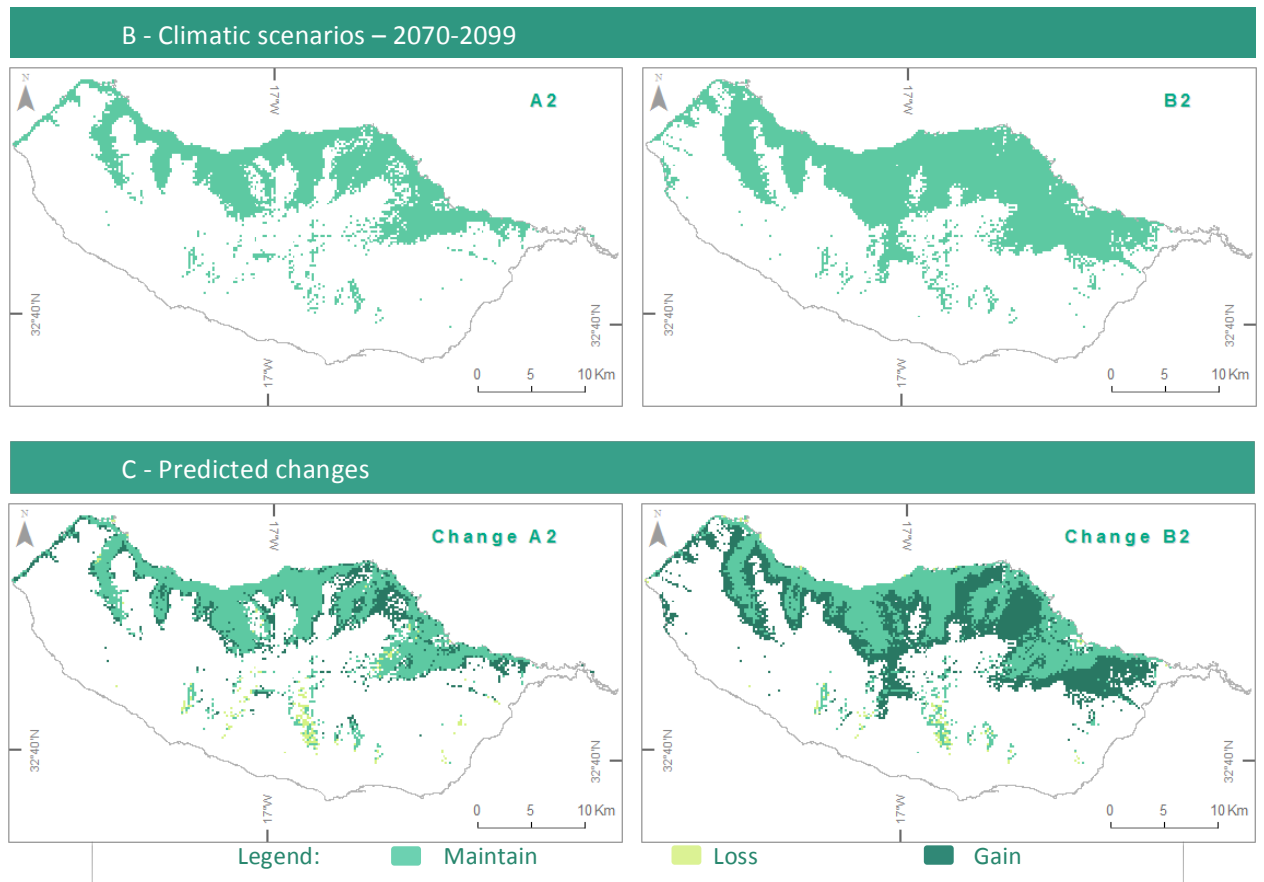 B - Climatic scenarios – 2070-2099
N
17°W
A2
32°40'N
32°40'N
17°W
0 5 10 Km
N
17°W
B2
32°40'N
32°40'N
17°W
0 5 10 Km
C - Predicted changes
N
17°W
Change A2
32°40'N
32°40'N
17°W
0 5 10 Km
N
17°W
Change B2
32°40'N
32°40'N
17°W
0 5 10 Km
Legend: Maintain Loss Gain